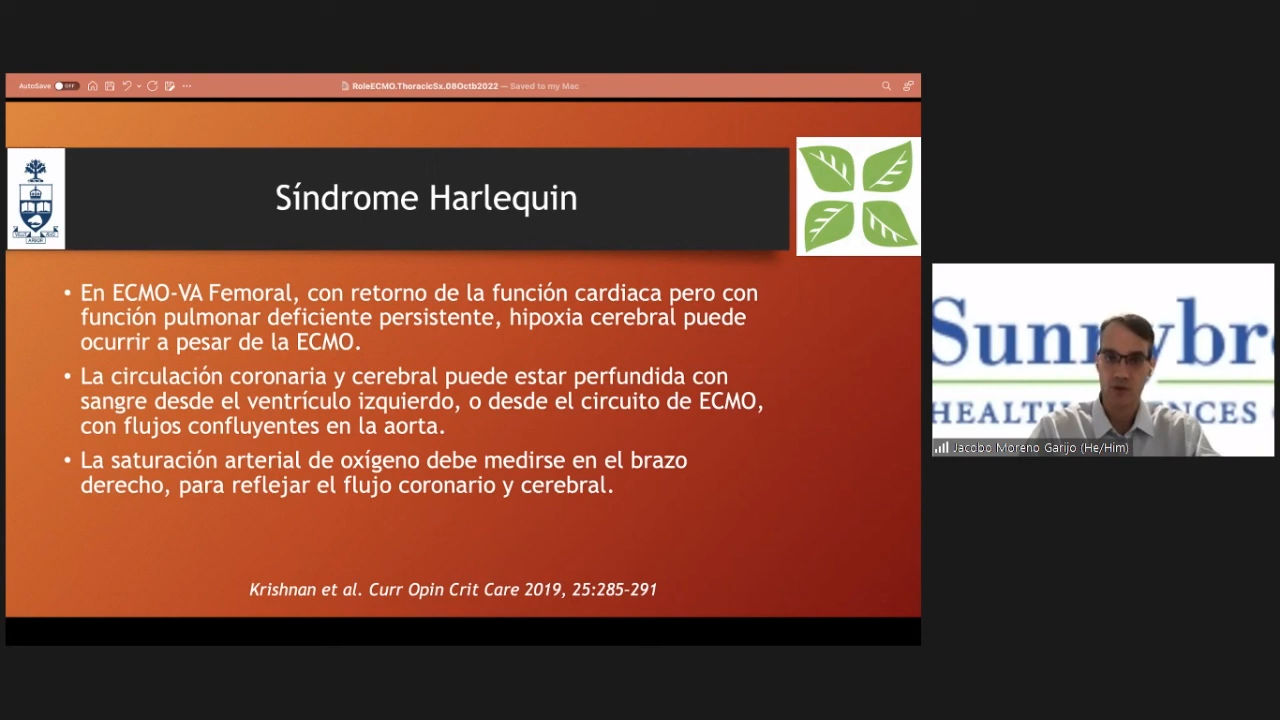 AutoSave OFF
RoleECMO.ThoracicSx.08Octb2022 — Saved to my Mac
Síndrome Harlequin
• En ECMO-VA Femoral, con retorno de la función cardiaca pero con
función pulmonar deficiente persistente, hipoxia cerebral puede
ocurrir a pesar de la ECMO.
• La circulación coronaria y cerebral puede estar perfundida con
sangre desde el ventrículo izquierdo, o desde el circuito de ECMO,
con flujos confluyentes en la aorta.
• La saturación arterial de oxígeno debe medirse en el brazo
derecho, para reflejar el flujo coronario y cerebral.
Krishnan et al. Curr Opin Crit Care 2019, 25:285-291
Jacobo Moreno Garijo (He/Him)